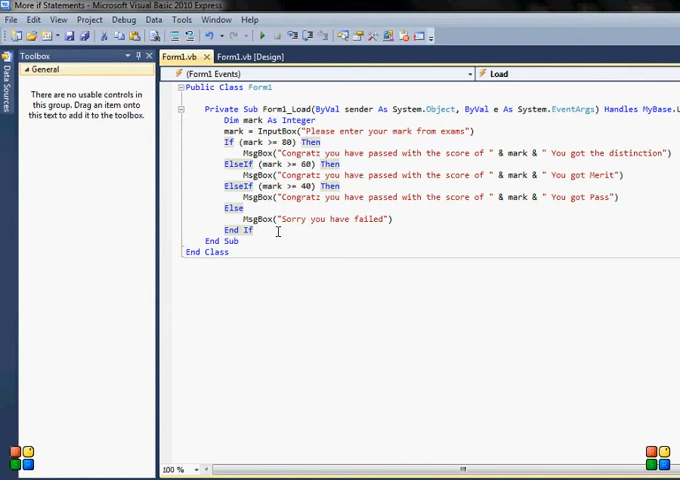 More if Statements - Microsoft Visual Basic 2010 Express
File Edit View Project Debug Data Tools Window Help
Toolbox
General
There are no usable controls in
this group. Drag an item onto
this text to add it to the toolbox.
Data Sources
Form1.vb Form1.vb [Design]
(Form1 Events) Load
Public Class Form1
Private Sub Form1_Load(ByVal sender As System.Object, ByVal e As System.EventArgs) Handles MyBase.L
Dim mark As Integer
mark = InputBox("Please enter your mark from exams")
If (mark >= 80) Then
MsgBox("Congratz you have passed with the score of " & mark & " You got the distinction")
ElseIf (mark >= 60) Then
MsgBox("Congratz you have passed with the score of " & mark & " You got Merit")
ElseIf (mark >= 40) Then
MsgBox("Congratz you have passed with the score of " & mark & " You got Pass")
Else
MsgBox("Sorry you have failed")
End If
End Sub
End Class
100 %